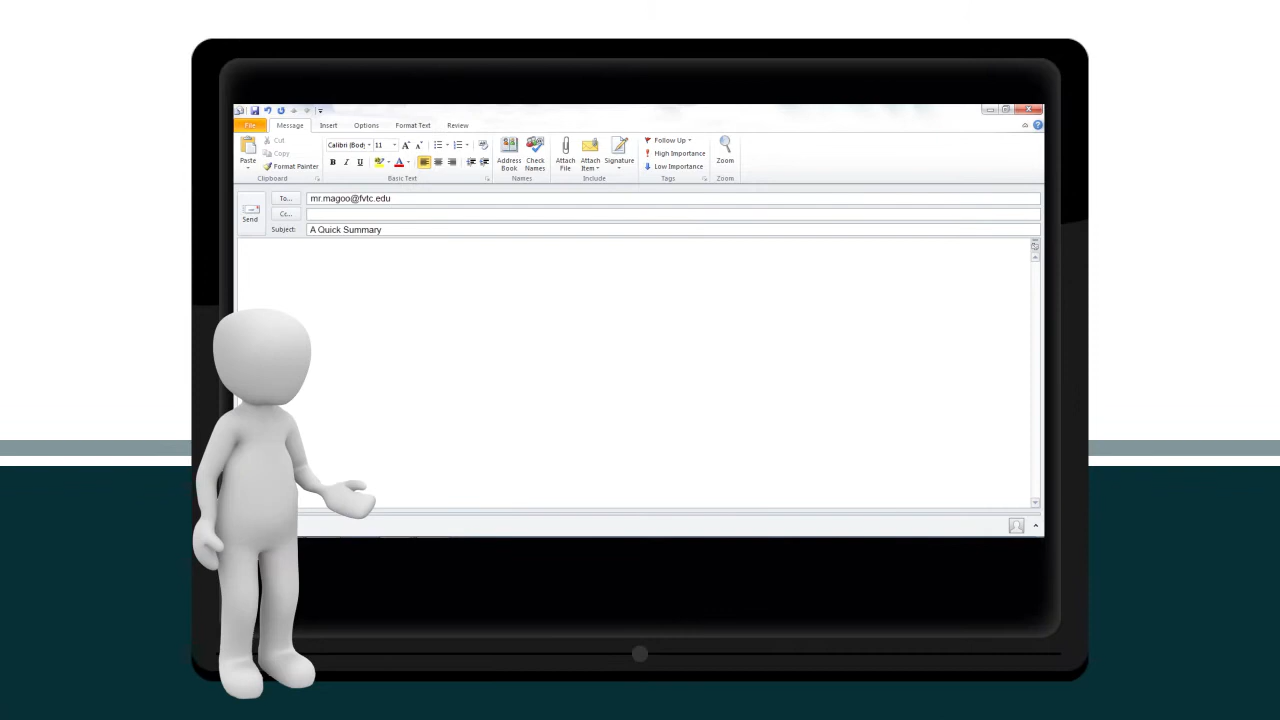 File Message Insert Options Format Text Review
Cut Calibri (Body 11 Follow Up
Copy High Importance
Paste Format Painter B I U A Address Book Check Names Attach File Attach Item Signature Low Importance Zoom
Clipboard Basic Text Names Include Tags Zoom
To... mr.magoo@fvtc.edu
Cc...
Send
Subject: A Quick Summary